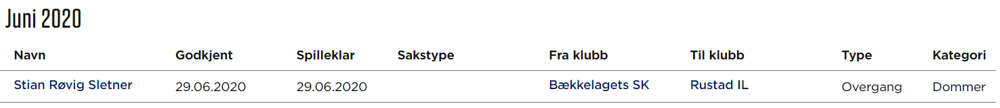 Juni 2020
Navn Godkjent Spilleklar Sakstype Fra klubb Til klubb Type Kategori
Stian Røvig Sletner 29.06.2020 29.06.2020 Bækkelagets SK Rustad IL Overgang Dommer